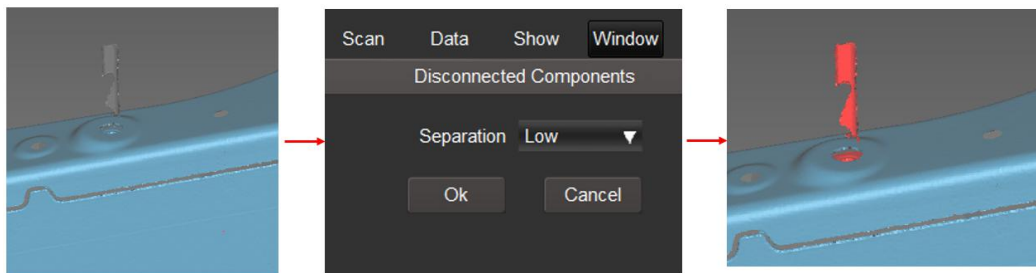 Scan Data Show Window
Disconnected Components
Separation Low
Ok Cancel